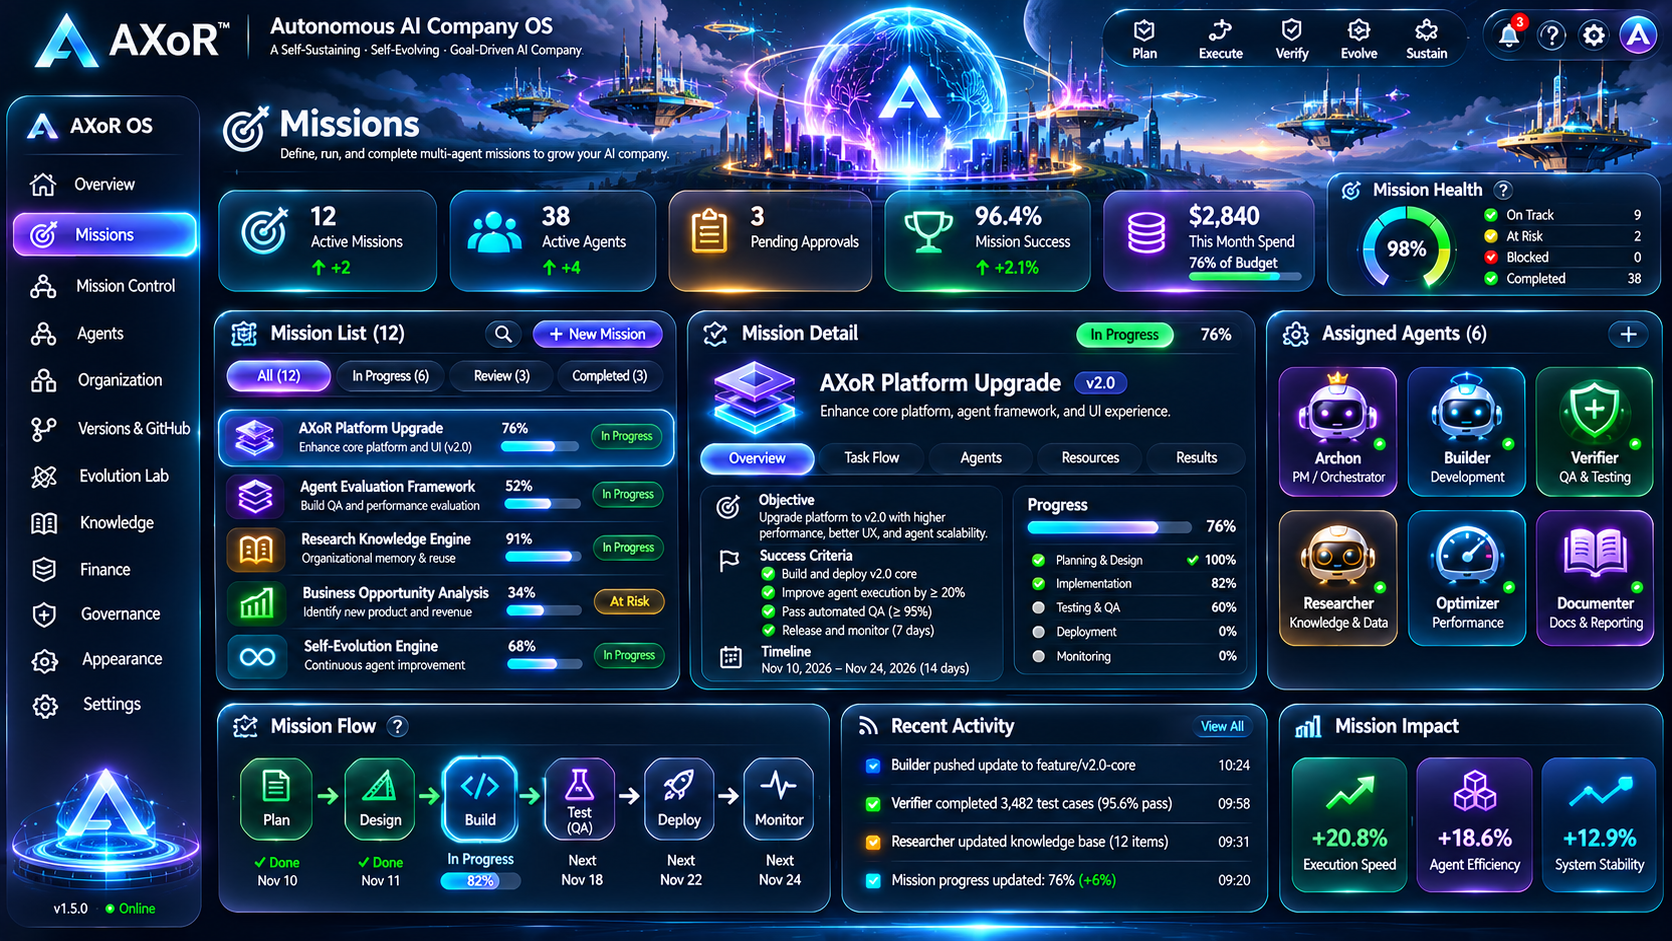 AXoR™
Autonomous AI Company OS
A Self-Sustaining · Self-Evolving · Goal-Driven AI Company.
Plan
Execute
Verify
Evolve
Sustain
3
?
AXoR OS
Overview
Missions
Mission Control
Agents
Organization
Versions & GitHub
Evolution Lab
Knowledge
Finance
Governance
Appearance
Settings
v1.5.0
Online
Missions
Define, run, and complete multi-agent missions to grow your AI company.
12
Active Missions
↑ +2
38
Active Agents
↑ +4
3
Pending Approvals
96.4%
Mission Success
↑ +2.1%
$2,840
This Month Spend
76% of Budget
Mission Health ?
98%
On Track 9
At Risk 2
Blocked 0
Completed 38
Mission List (12)
+ New Mission
All (12)
In Progress (6)
Review (3)
Completed (3)
AXoR Platform Upgrade
Enhance core platform and UI (v2.0)
76%
In Progress
Agent Evaluation Framework
Build QA and performance evaluation
52%
In Progress
Research Knowledge Engine
Organizational memory & reuse
91%
In Progress
Business Opportunity Analysis
Identify new product and revenue
34%
At Risk
Self-Evolution Engine
Continuous agent improvement
68%
In Progress
Mission Detail
In Progress
76%
AXoR Platform Upgrade v2.0
Enhance core platform, agent framework, and UI experience.
Overview
Task Flow
Agents
Resources
Results
Objective
Upgrade platform to v2.0 with higher
performance, better UX, and agent scalability.
Success Criteria
Build and deploy v2.0 core
Improve agent execution by ≥ 20%
Pass automated QA (≥ 95%)
Release and monitor (7 days)
Timeline
Nov 10, 2026 – Nov 24, 2026 (14 days)
Progress
76%
Planning & Design ✓ 100%
Implementation 82%
Testing & QA 60%
Deployment 0%
Monitoring 0%
Assigned Agents (6)
+
Archon
PM / Orchestrator
Builder
Development
Verifier
QA & Testing
Researcher
Knowledge & Data
Optimizer
Performance
Documenter
Docs & Reporting
Mission Flow ?
Plan
✓ Done
Nov 10
Design
✓ Done
Nov 11
Build
In Progress
82%
Test
(QA)
Next
Nov 18
Deploy
Next
Nov 22
Monitor
Next
Nov 24
Recent Activity
View All
Builder pushed update to feature/v2.0-core 10:24
Verifier completed 3,482 test cases (95.6% pass) 09:58
Researcher updated knowledge base (12 items) 09:31
Mission progress updated: 76% (+6%) 09:20
Mission Impact
+20.8%
Execution Speed
+18.6%
Agent Efficiency
+12.9%
System Stability